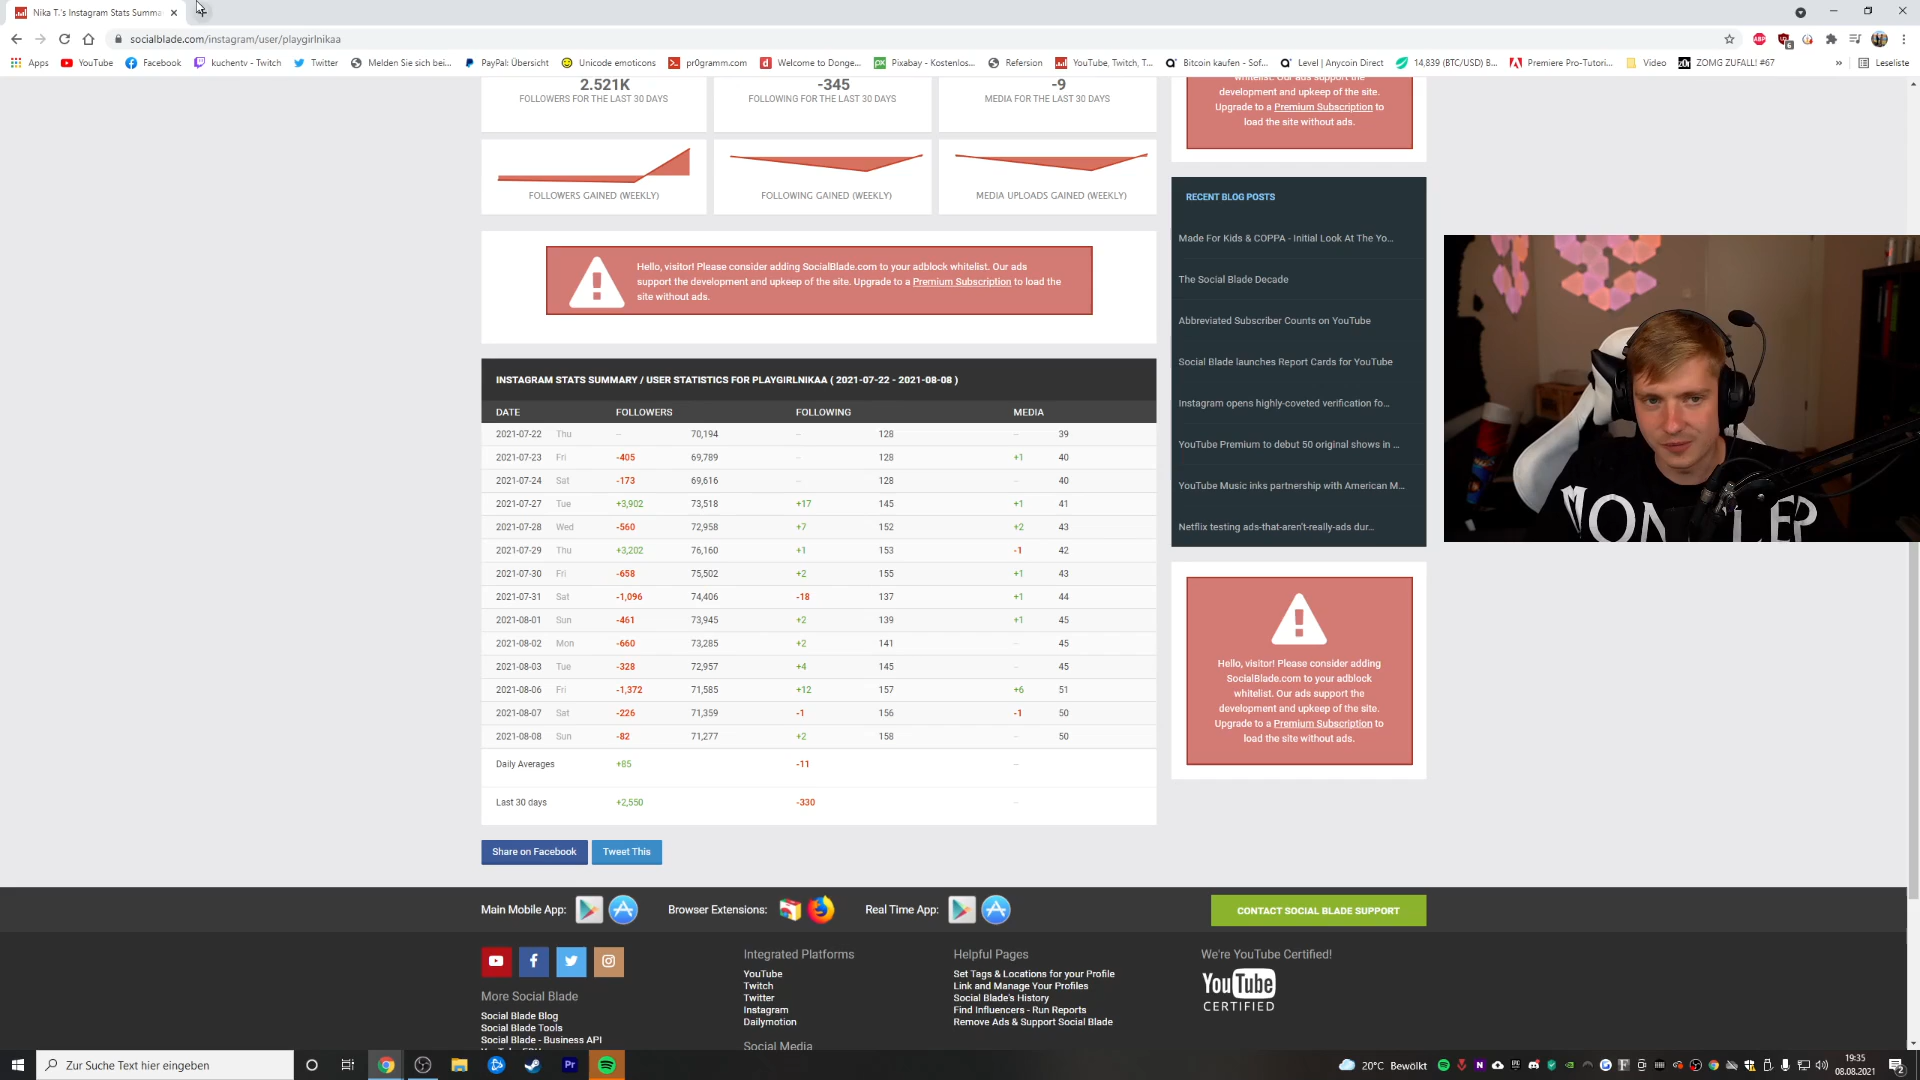 Nika T.'s Instagram Stats Summa
socialblade.com/instagram/user/playgirlnikaa
Apps YouTube Facebook kuchentv - Twitch Twitter Melden Sie sich bei... PayPal: Übersicht Unicode emoticons pr0gramm.com Welcome to Donge... Pixabay - Kostenlos... Refersion YouTube, Twitch, T... Bitcoin kaufen - Sof... Level | Anycoin Direct 14,839 (BTC/USD) B... Premiere Pro-Tutori... Video ZOMG ZUFALL! #67 » Leseliste
2.521K
FOLLOWERS FOR THE LAST 30 DAYS
-345
FOLLOWING FOR THE LAST 30 DAYS
-9
MEDIA FOR THE LAST 30 DAYS
FOLLOWERS GAINED (WEEKLY)
FOLLOWING GAINED (WEEKLY)
MEDIA UPLOADS GAINED (WEEKLY)
Hello, visitor! Please consider adding SocialBlade.com to your adblock whitelist. Our ads
support the development and upkeep of the site. Upgrade to a Premium Subscription to load the
site without ads.
INSTAGRAM STATS SUMMARY / USER STATISTICS FOR PLAYGIRLNIKAA ( 2021-07-22 - 2021-08-08 )
DATE FOLLOWERS FOLLOWING MEDIA
2021-07-22 Thu -- 70,194 -- 128 -- 39
2021-07-23 Fri -405 69,789 -- 128 +1 40
2021-07-24 Sat -173 69,616 -- 128 -- 40
2021-07-27 Tue +3,902 73,518 +17 145 +1 41
2021-07-28 Wed -560 72,958 +7 152 +2 43
2021-07-29 Thu +3,202 76,160 +1 153 -1 42
2021-07-30 Fri -658 75,502 +2 155 +1 43
2021-07-31 Sat -1,096 74,406 -18 137 +1 44
2021-08-01 Sun -461 73,945 +2 139 +1 45
2021-08-02 Mon -660 73,285 +2 141 -- 45
2021-08-03 Tue -328 72,957 +4 145 -- 45
2021-08-06 Fri -1,372 71,585 +12 157 +6 51
2021-08-07 Sat -226 71,359 -1 156 -1 50
2021-08-08 Sun -82 71,277 +2 158 -- 50
Daily Averages +85 -11 --
Last 30 days +2,550 -330 --
Share on Facebook Tweet This
whitelist. Our ads support the
development and upkeep of the site.
Upgrade to a Premium Subscription to
load the site without ads.
RECENT BLOG POSTS
Made For Kids & COPPA - Initial Look At The Yo...
The Social Blade Decade
Abbreviated Subscriber Counts on YouTube
Social Blade launches Report Cards for YouTube
Instagram opens highly-coveted verification fo...
YouTube Premium to debut 50 original shows in ...
YouTube Music inks partnership with American M...
Netflix testing ads-that-aren't-really-ads dur...
Hello, visitor! Please consider adding
SocialBlade.com to your adblock
whitelist. Our ads support the
development and upkeep of the site.
Upgrade to a Premium Subscription to
load the site without ads.
Main Mobile App: Browser Extensions: Real Time App: CONTACT SOCIAL BLADE SUPPORT
More Social Blade
Social Blade Blog
Social Blade Tools
Social Blade - Business API
Integrated Platforms
YouTube
Twitch
Twitter
Instagram
Dailymotion
Social Media
Helpful Pages
Set Tags & Locations for your Profile
Link and Manage Your Profiles
Social Blade's History
Find Influencers - Run Reports
Remove Ads & Support Social Blade
We're YouTube Certified!
YouTube
CERTIFIED
Zur Suche Text hier eingeben
20°C Bewölkt
19:35
08.08.2021